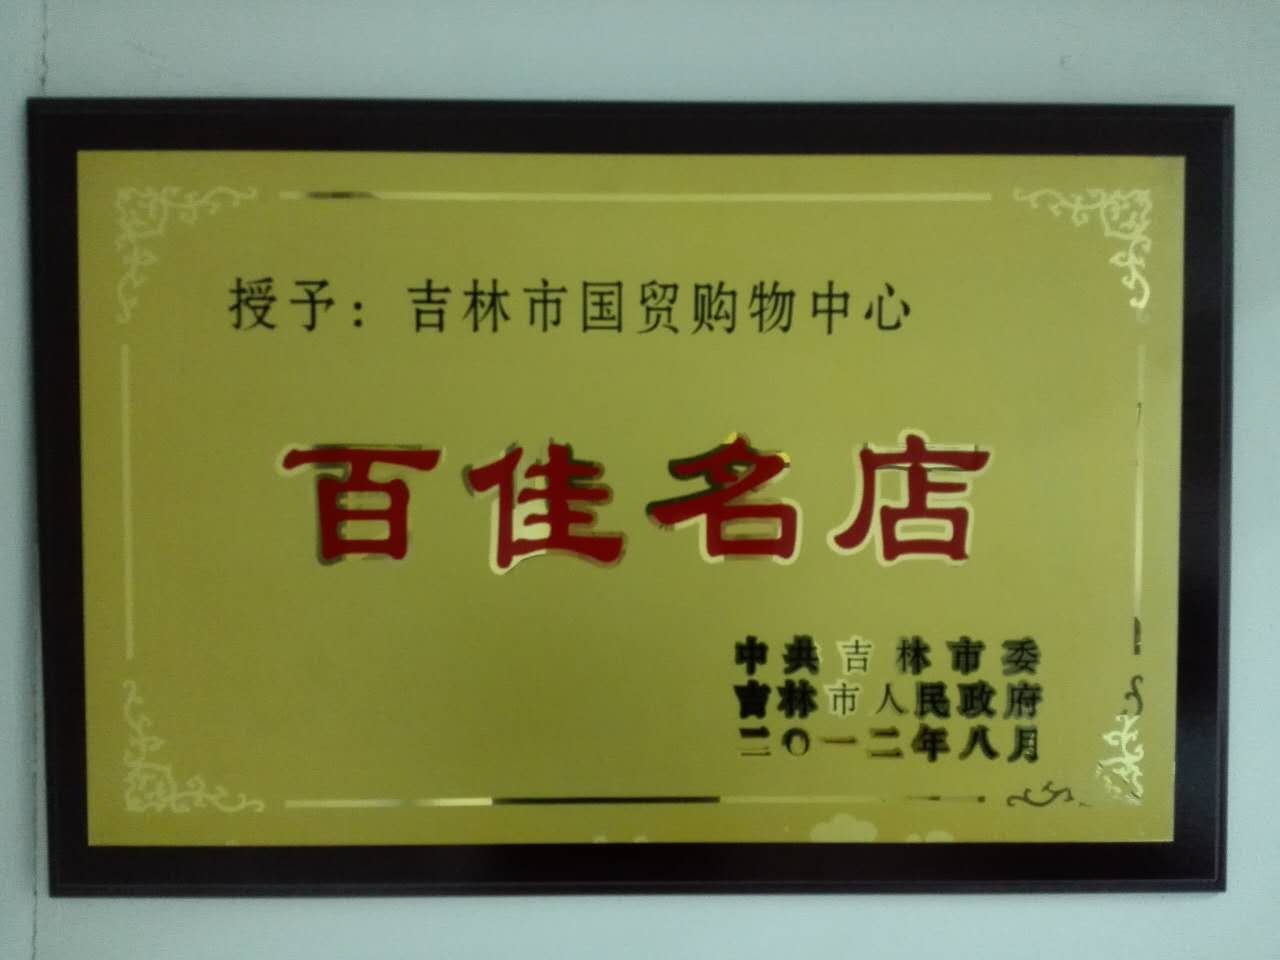 授予：吉林市国贸购物中心
百佳名店
中共吉林市委
吉林市人民政府
二〇一二年八月